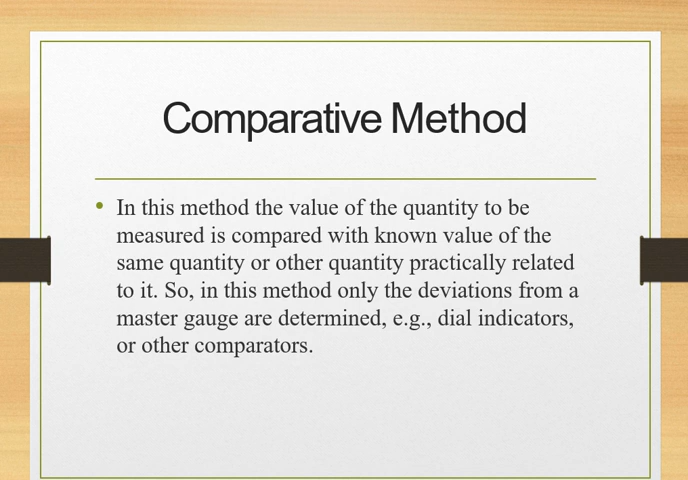 Comparative Method
• In this method the value of the quantity to be
measured is compared with known value of the
same quantity or other quantity practically related
to it. So, in this method only the deviations from a
master gauge are determined, e.g., dial indicators,
or other comparators.